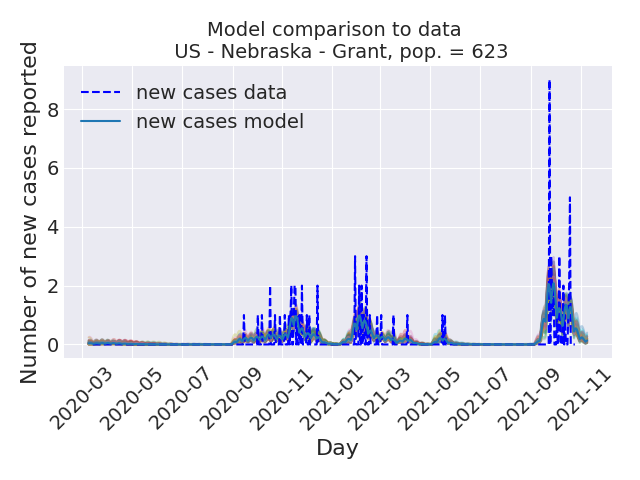 Model comparison to data
US - Nebraska - Grant, pop. = 623
Number of new cases reported
new cases data
new cases model
8
6
4
2
0
2020-03
2020-05
2020-07
2020-09
2020-11
2021-01
2021-03
2021-05
2021-07
2021-09
2021-11
Day